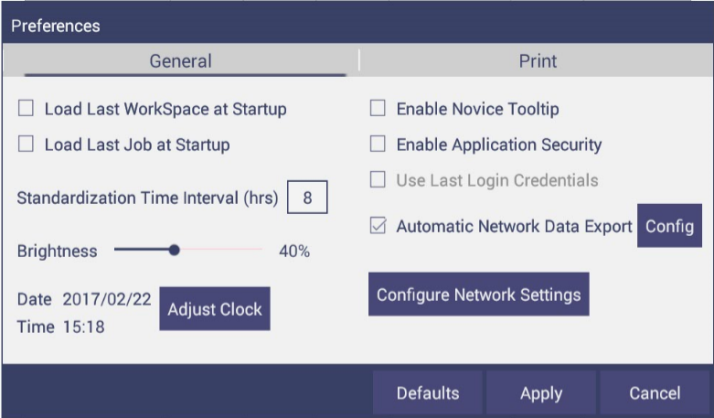 Preferences
General
Print
Load Last WorkSpace at Startup
Load Last Job at Startup
Standardization Time Interval (hrs) 8
Brightness 40%
Date 2017/02/22
Time 15:18
Adjust Clock
Enable Novice Tooltip
Enable Application Security
Use Last Login Credentials
Automatic Network Data Export Config
Configure Network Settings
Defaults Apply Cancel